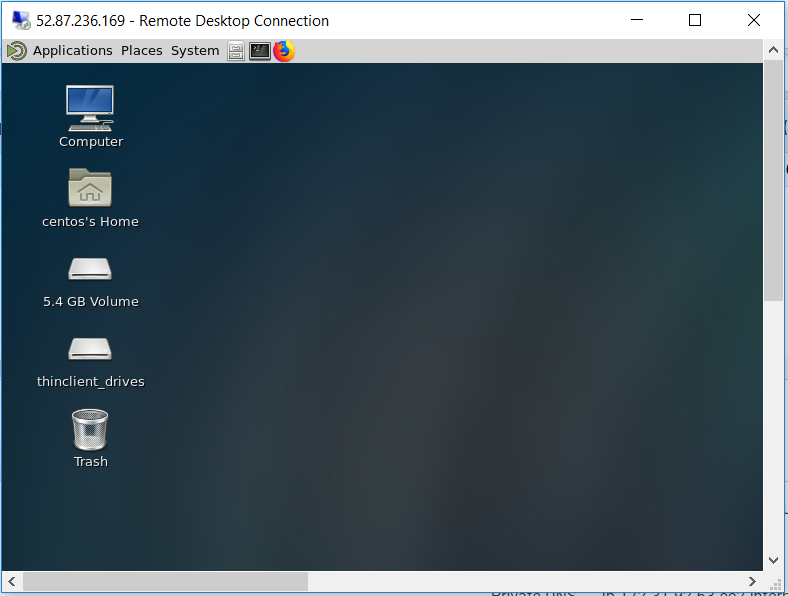 52.87.236.169 - Remote Desktop Connection
Applications Places System
Computer
centos's Home
5.4 GB Volume
thinclient_drives
Trash